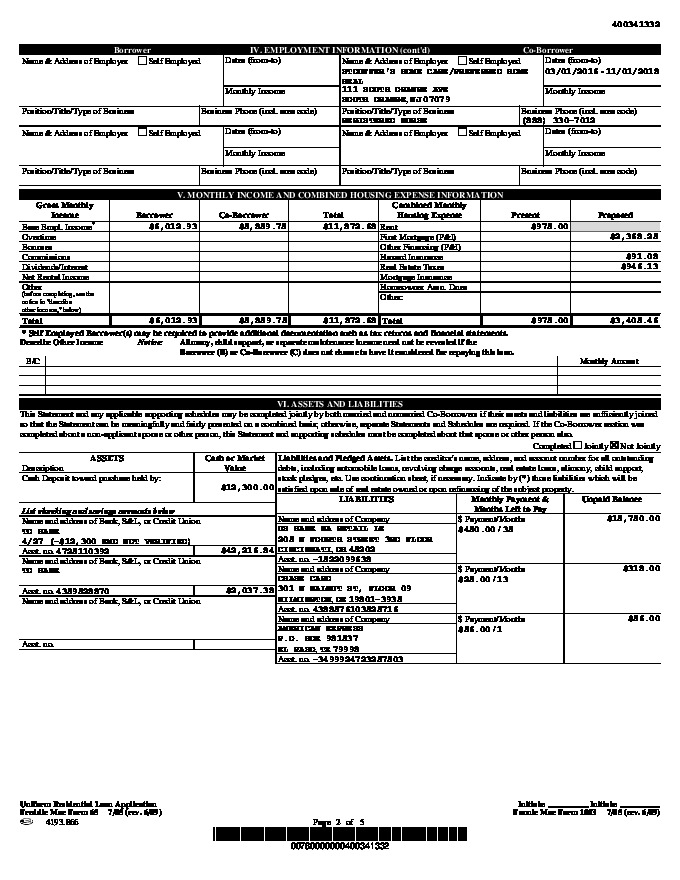 400341332
Borrower IV. EMPLOYMENT INFORMATION (cont'd) Co-Borrower
Name & Address of Employer Self Employed Dates (from-to) Name & Address of Employer Self Employed Dates (from-to)
HOME CARE/PREFERRED HOME 03/01/2016 - 11/01/2018
Monthly Income 111 SOUTH ORANGE AVE Monthly Income
SOUTH ORANGE, NJ 07079
Position/Title/Type of Business Business Phone (incl. area code) Position/Title/Type of Business Business Phone (incl. area code)
REGISTERED NURSE (888) 330-7012
Name & Address of Employer Self Employed Dates (from-to) Name & Address of Employer Self Employed Dates (from-to)
Monthly Income Monthly Income
Position/Title/Type of Business Business Phone (incl. area code) Position/Title/Type of Business Business Phone (incl. area code)
V. MONTHLY INCOME AND COMBINED HOUSING EXPENSE INFORMATION
Gross Monthly Income Borrower Co-Borrower Total Combined Monthly Housing Expense Present Proposed
Base Empl. Income* $6,012.93 $5,859.75 $11,872.68 Rent $975.00
Overtime First Mortgage (P&I) $2,368.25
Bonuses Other Financing (P&I)
Commissions Hazard Insurance $91.08
Dividends/Interest Real Estate Taxes $946.13
Net Rental Income Mortgage Insurance
Other Homeowner Assn. Dues
(before completing, see the Other:
notice in "describe
other income," below)
Total $6,012.93 $5,859.75 $11,872.68 Total $975.00 $3,405.46
* Self Employed Borrower(s) may be required to provide additional documentation such as tax returns and financial statements.
Describe Other Income Notice: Alimony, child support, or separate maintenance income need not be revealed if the
Borrower (B) or Co-Borrower (C) does not choose to have it considered for repaying this loan.
B/C Monthly Amount
VI. ASSETS AND LIABILITIES
This Statement and any applicable supporting schedules may be completed jointly by both married and unmarried Co-Borrowers if their assets and liabilities are sufficiently joined
so that the Statement can be meaningfully and fairly presented on a combined basis; otherwise, separate Statements and Schedules are required. If the Co-Borrower section was
completed about a non-applicant spouse or other person, this Statement and supporting schedules must be completed about that spouse or other person also.
Completed Jointly Not Jointly
ASSETS Cash or Market Value
Description
Cash Deposit toward purchase held by:
$12,300.00
Liabilities and Pledged Assets. List the creditor's name, address, and account number for all outstanding
debts, including automobile loans, revolving charge accounts, real estate loans, alimony, child support,
stock pledges, etc. Use continuation sheet, if necessary. Indicate by (*) those liabilities which will be
satisfied upon sale of real estate owned or upon refinancing of the subject property.
LIABILITIES Monthly Payment & Months Left to Pay Unpaid Balance
List checking and savings accounts below
Name and address of Bank, S&L, or Credit Union
TD BANK
4/27 (-$12,300 EMD NOT VERIFIED)
Acct. no. 4725110392 $42,216.84
Name and address of Bank, S&L, or Credit Union
TD BANK
Acct. no. 4389828870 $2,037.38
Name and address of Bank, S&L, or Credit Union
Acct. no.
Name and address of Company $ Payment/Months $15,750.00
US BANK NA RETAIL LE $450.00 / 35
205 W FOURTH STREET 3RD FLOOR
CINCINNATI, OH 45202
Acct. no. -1522099638
Name and address of Company $ Payment/Months $318.00
CHASE CARD $25.00 / 13
301 N WALNUT ST, FLOOR 09
WILMINGTON, DE 19801-3935
Acct. no. 4388576103825716
Name and address of Company $ Payment/Months $56.00
AMERICAN EXPRESS $56.00 / 1
P.O. BOX 981537
EL PASO, TX 79998
Acct. no. -3499924723257503
Uniform Residential Loan Application Initials: Initials:
Freddie Mac Form 65 7/05 (rev. 6/09) Fannie Mae Form 1003 7/05 (rev. 6/09)
4193.866 Page 2 of 5
0076000000400341332